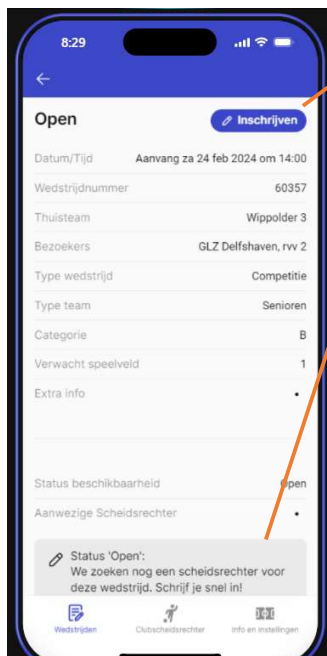 8:29
Open
Inschrijven
Datum/Tijd Aanvang za 24 feb 2024 om 14:00
Wedstrijdnummer 60357
Thuisteam Wippolder 3
Bezoekers GLZ Delfshaven, rvv 2
Type wedstrijd Competitie
Type team Senioren
Categorie B
Verwacht speelveld 1
Extra info •
Status beschikbaarheid Open
Aanwezige Scheidsrechter •
Status 'Open':
We zoeken nog een scheidsrechter voor
deze wedstrijd. Schrijf je snel in!
Wedstrijden Clubscheidsrechter Info en instellingen